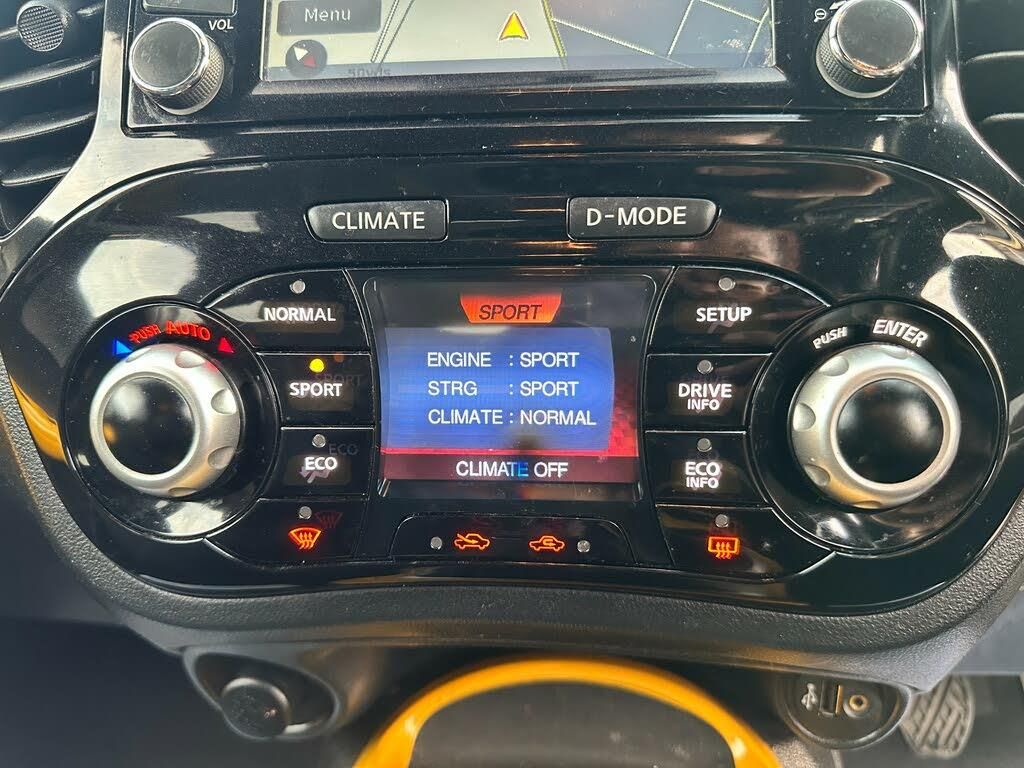 Menu
VOL
50yds
CLIMATE
D-MODE
PUSH AUTO
NORMAL
SPORT
ECO
SPORT
ENGINE : SPORT
STRG : SPORT
CLIMATE : NORMAL
CLIMATE OFF
SETUP
DRIVE
INFO
ECO
INFO
PUSH ENTER